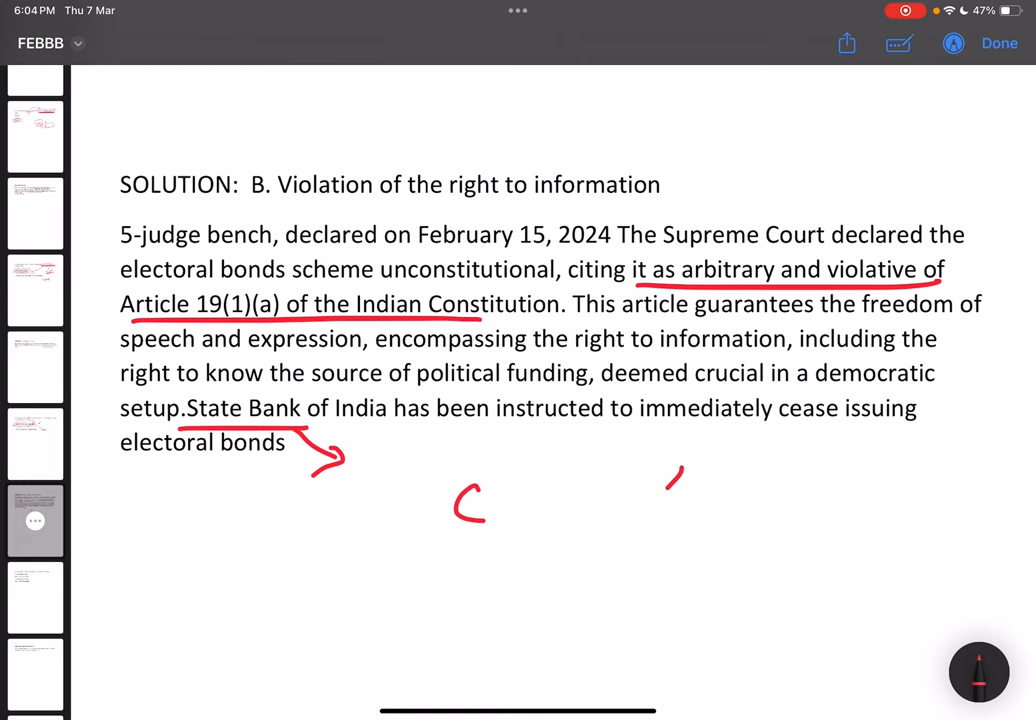 6:04 PM Thu 7 Mar
47%
FEBBB
Done
SOLUTION: B. Violation of the right to information
5-judge bench, declared on February 15, 2024 The Supreme Court declared the
electoral bonds scheme unconstitutional, citing it as arbitrary and violative of
Article 19(1)(a) of the Indian Constitution. This article guarantees the freedom of
speech and expression, encompassing the right to information, including the
right to know the source of political funding, deemed crucial in a democratic
setup.State Bank of India has been instructed to immediately cease issuing
electoral bonds
C